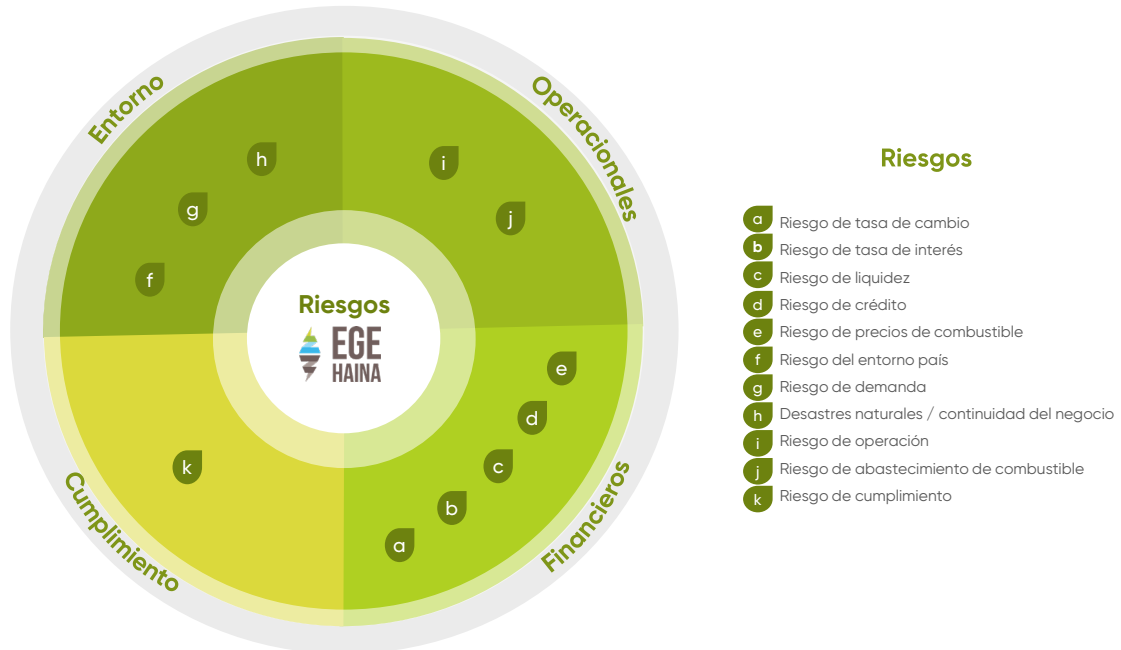 Entorno
Operacionales
h
i
g
j
f
Riesgos
EGE
HAINA
e
d
k
c
b
a
Cumplimiento
Financieros
Riesgos
a Riesgo de tasa de cambio
b Riesgo de tasa de interés
c Riesgo de liquidez
d Riesgo de crédito
e Riesgo de precios de combustible
f Riesgo del entorno país
g Riesgo de demanda
h Desastres naturales / continuidad del negocio
i Riesgo de operación
j Riesgo de abastecimiento de combustible
k Riesgo de cumplimiento